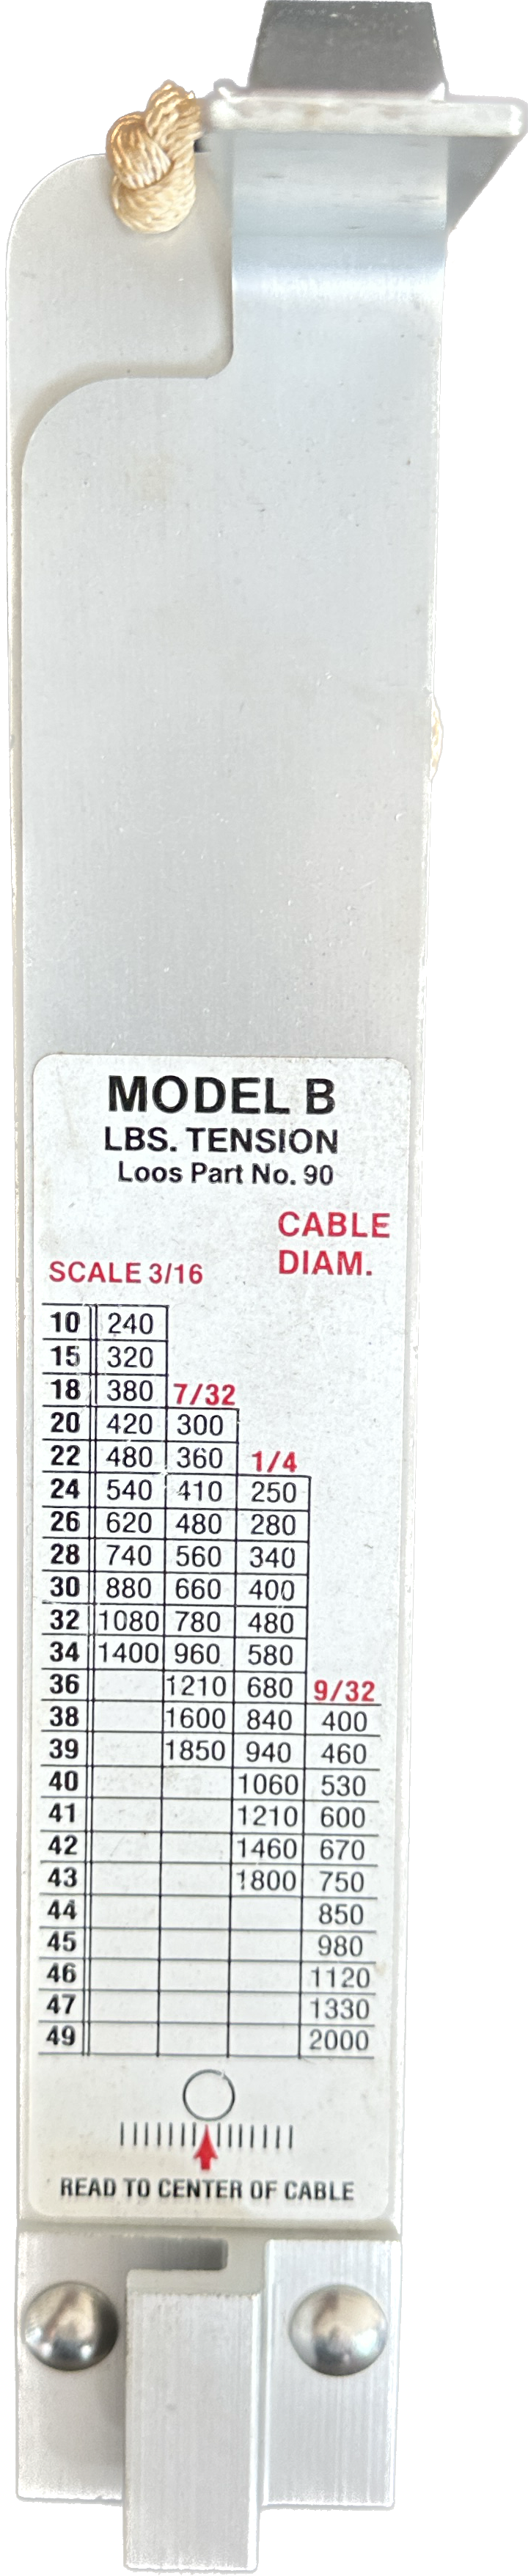 MODEL B
LBS. TENSION
Loos Part No. 90
CABLE
DIAM.
SCALE 3/16
10 240
15 320
18 380 7/32
20 420 300
22 480 360 1/4
24 540 410 250
26 620 480 280
28 740 560 340
30 880 660 400
32 1080 780 480
34 1400 960 580
36 1210 680 9/32
38 1600 840 400
39 1850 940 460
40 1060 530
41 1210 600
42 1460 670
43 1800 750
44 850
45 980
46 1120
47 1330
49 2000
READ TO CENTER OF CABLE